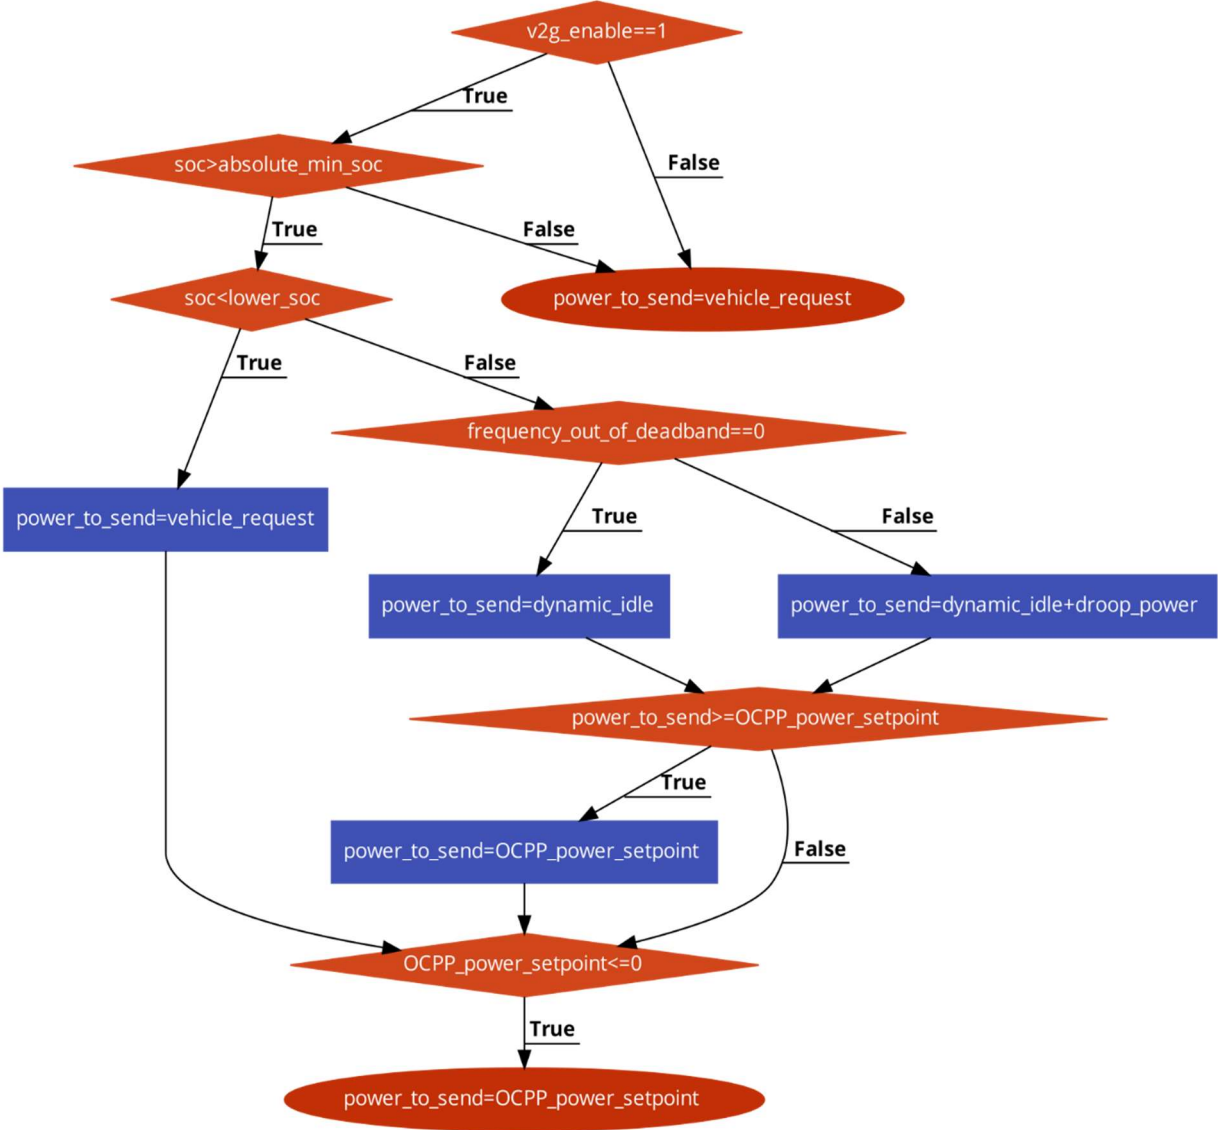 v2g_enable==1
True
False
soc>absolute_min_soc
True
False
soc<lower_soc
power_to_send=vehicle_request
True
False
frequency_out_of_deadband==0
power_to_send=vehicle_request
True
False
power_to_send=dynamic_idle
power_to_send=dynamic_idle+droop_power
power_to_send>=OCPP_power_setpoint
True
False
power_to_send=OCPP_power_setpoint
OCPP_power_setpoint<=0
True
power_to_send=OCPP_power_setpoint